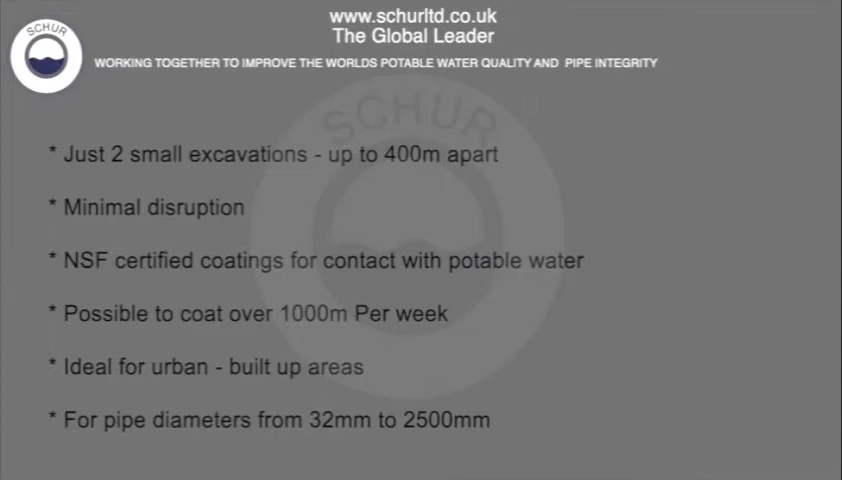 www.schurltd.co.uk
The Global Leader
SCHUR
WORKING TOGETHER TO IMPROVE THE WORLDS POTABLE WATER QUALITY AND PIPE INTEGRITY
SCHUR
* Just 2 small excavations - up to 400m apart
* Minimal disruption
* NSF certified coatings for contact with potable water
* Possible to coat over 1000m Per week
* Ideal for urban - built up areas
* For pipe diameters from 32mm to 2500mm